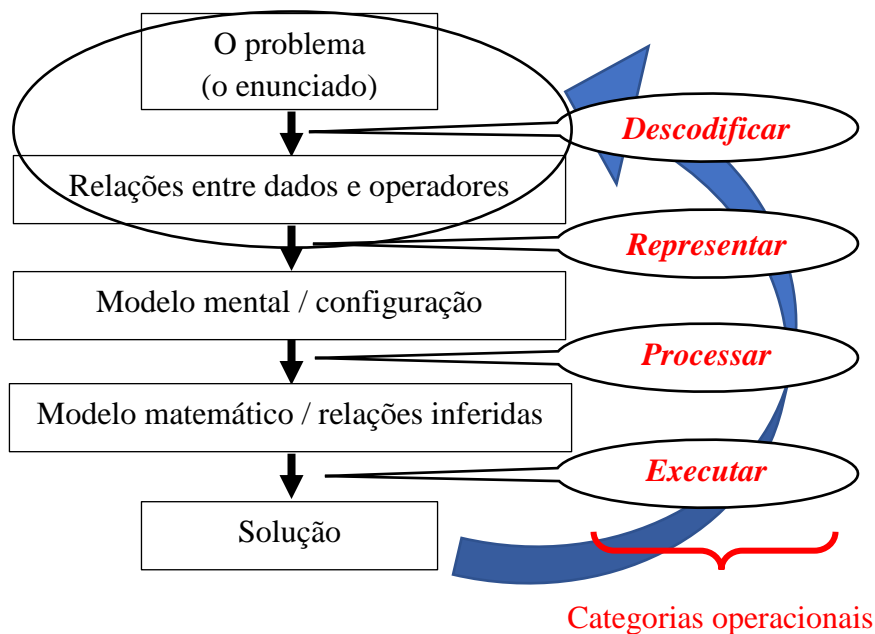 O problema
(o enunciado)
Descodificar
Relações entre dados e operadores
Representar
Modelo mental / configuração
Processar
Modelo matemático / relações inferidas
Executar
Solução
Categorias operacionais